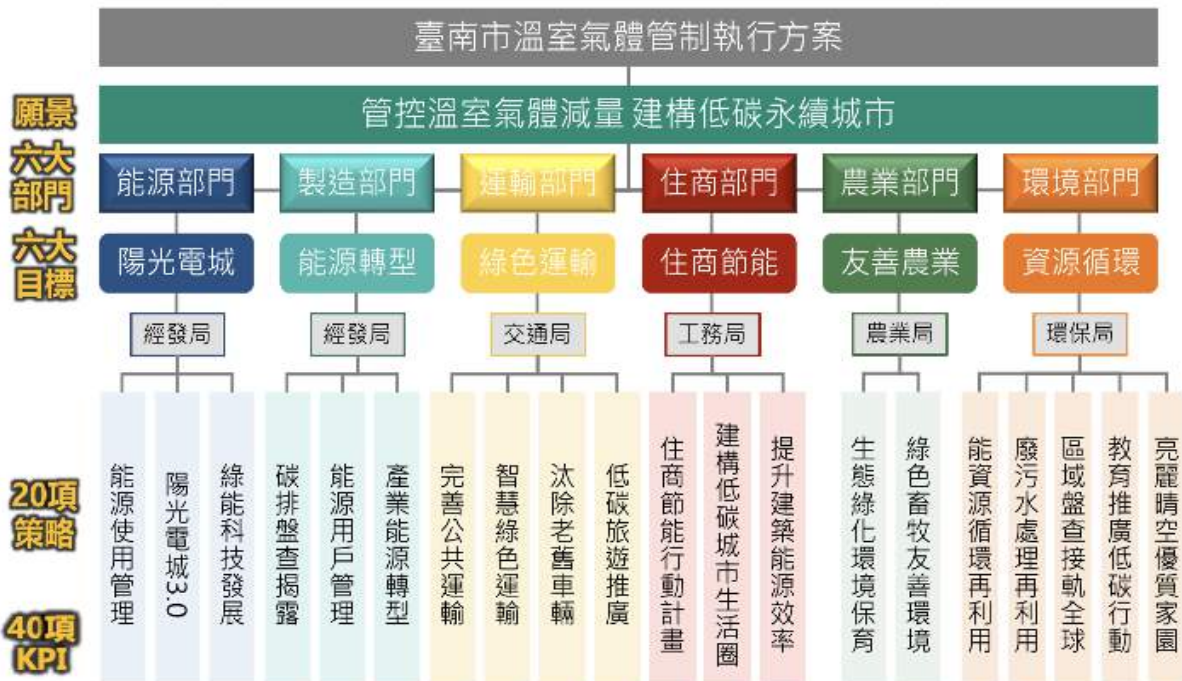 臺南市溫室氣體管制執行方案
願景
管控溫室氣體減量 建構低碳永續城市
六大
部門
能源部門
製造部門
運輸部門
住商部門
農業部門
環境部門
六大
目標
陽光電城
能源轉型
綠色運輸
住商節能
友善農業
資源循環
經發局
經發局
交通局
工務局
農業局
環保局
20項
策略
40項
KPI
能源使用管理
陽光電城3.0
綠能科技發展
碳排盤查揭露
能源用戶管理
產業能源轉型
完善公共運輸
智慧綠色運輸
汰除老舊車輛
低碳旅遊推廣
住商節能行動計畫
建構低碳城市生活圈
提升建築能源效率
生態綠化環境保育
綠色畜牧友善環境
能資源循環再利用
廢污水處理再利用
區域盤查接軌全球
教育推廣低碳行動
亮麗晴空優質家園